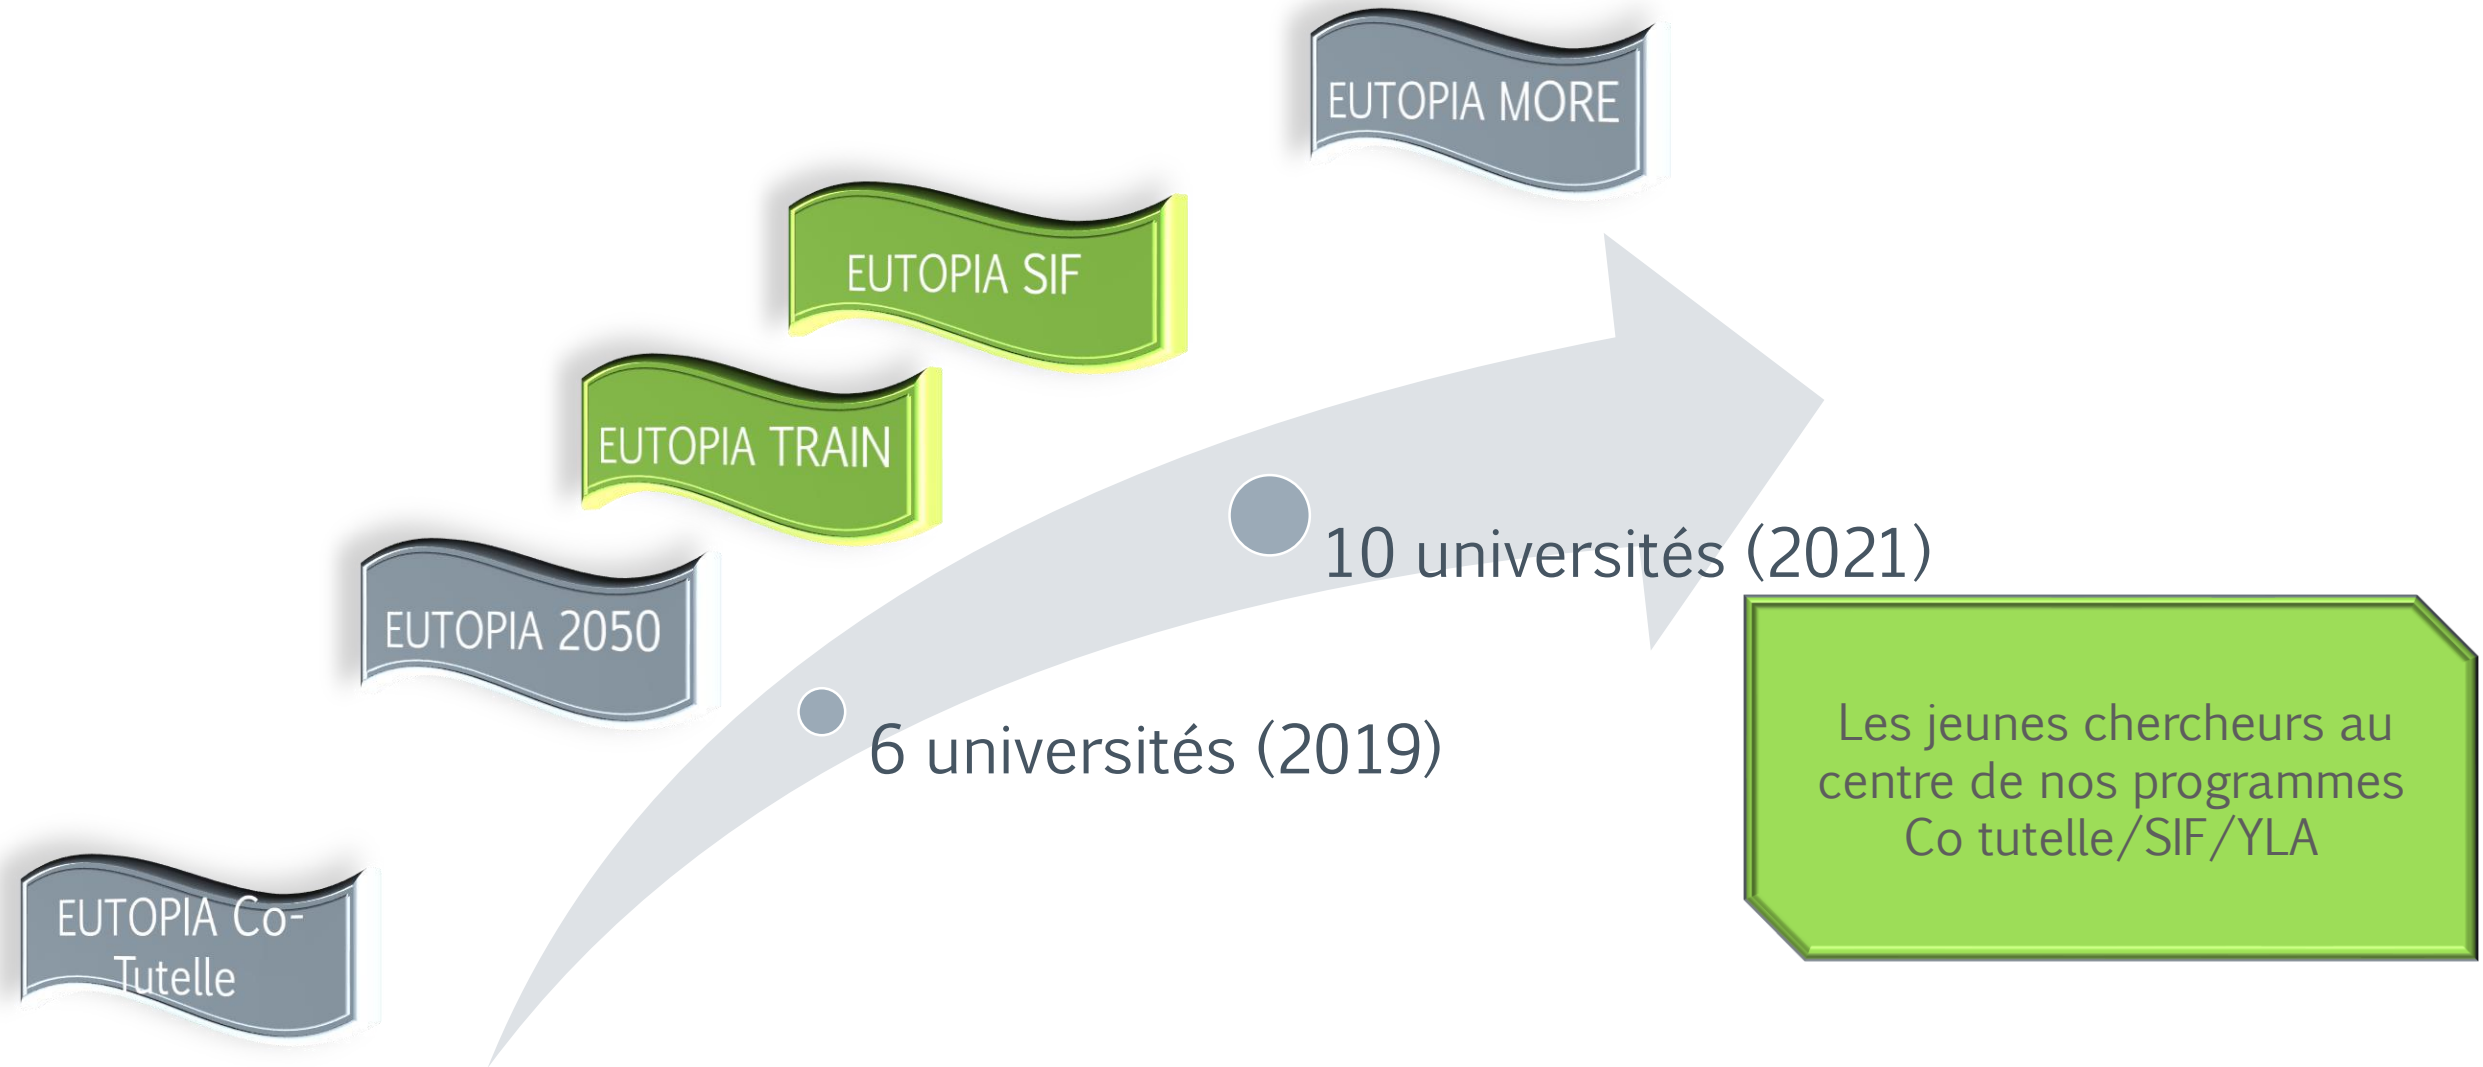 EUTOPIA MORE
EUTOPIA SIF
EUTOPIA TRAIN
EUTOPIA 2050
EUTOPIA Co-
Tutelle
10 universités (2021)
6 universités (2019)
Les jeunes chercheurs au
centre de nos programmes
Co tutelle/SIF/YLA